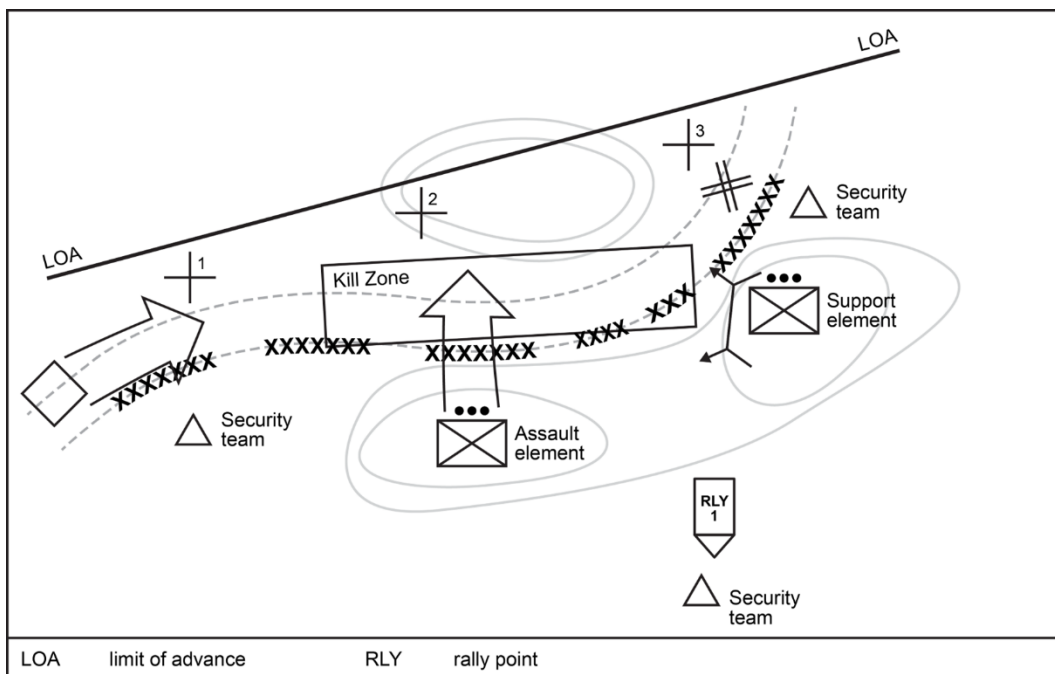 LOA
3
Security
team
2
LOA
1
Kill Zone
Support
element
XXXXXXX
XXXXXXX
XXXXXXX
XXXX
XXX
XXXXXXX
Security
team
Assault
element
RLY
1
Security
team
LOA limit of advance RLY rally point